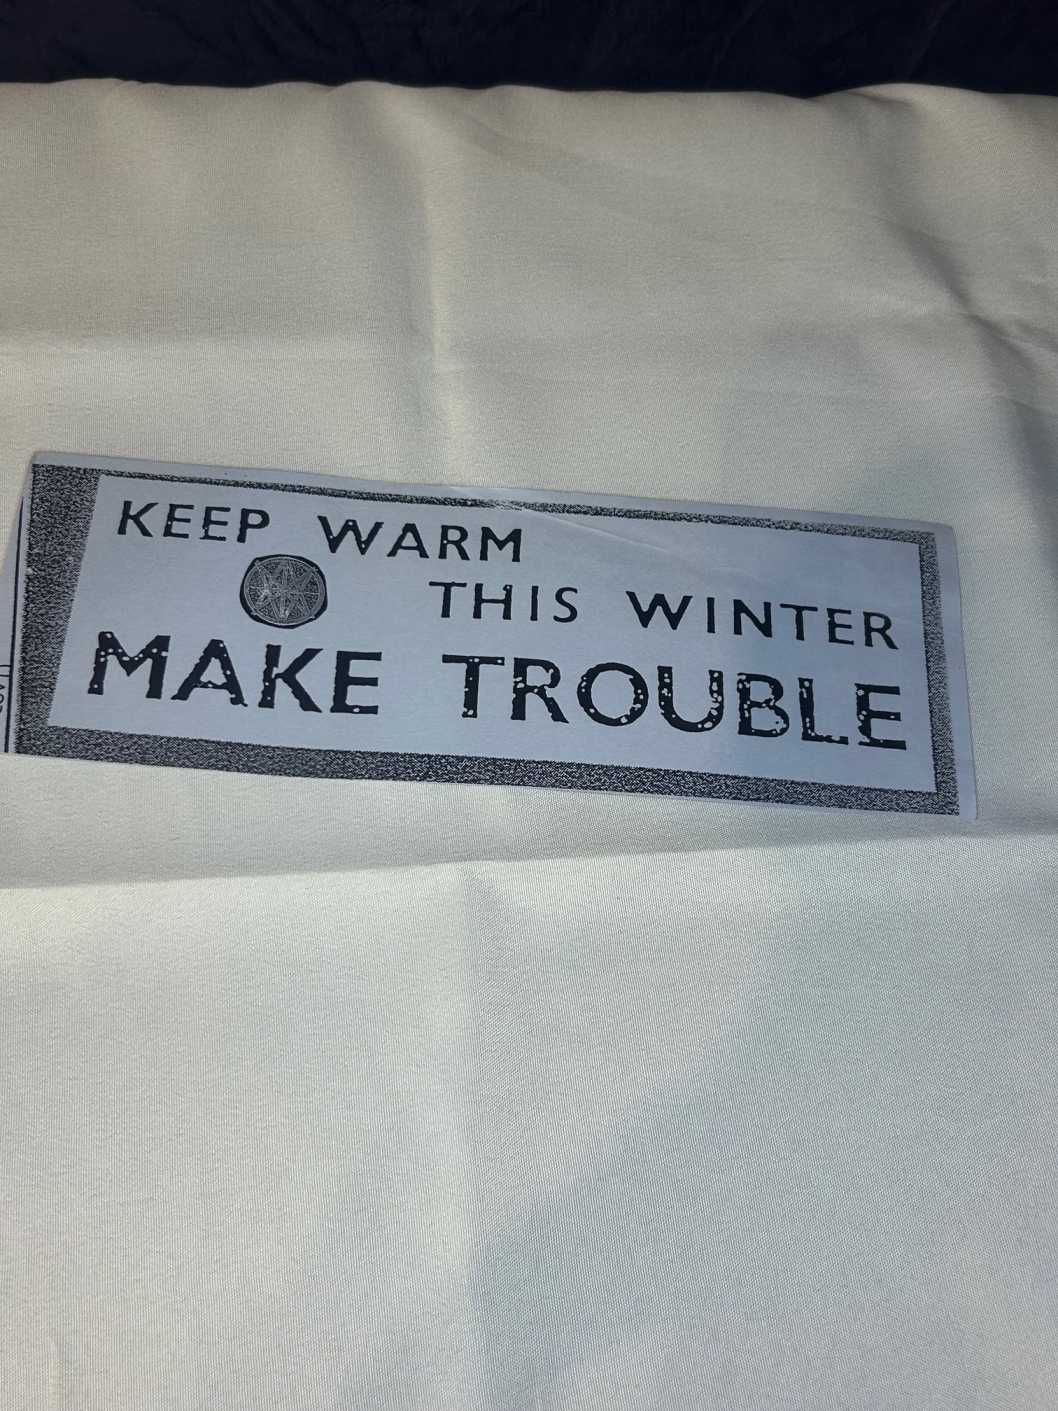 KEEP WARM
THIS WINTER
MAKE TROUBLE